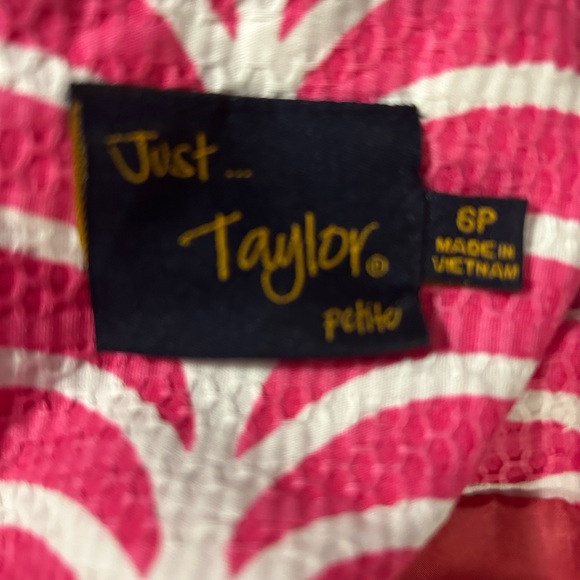 Just ...
Taylor©
petite
6P
MADE IN
VIETNAM